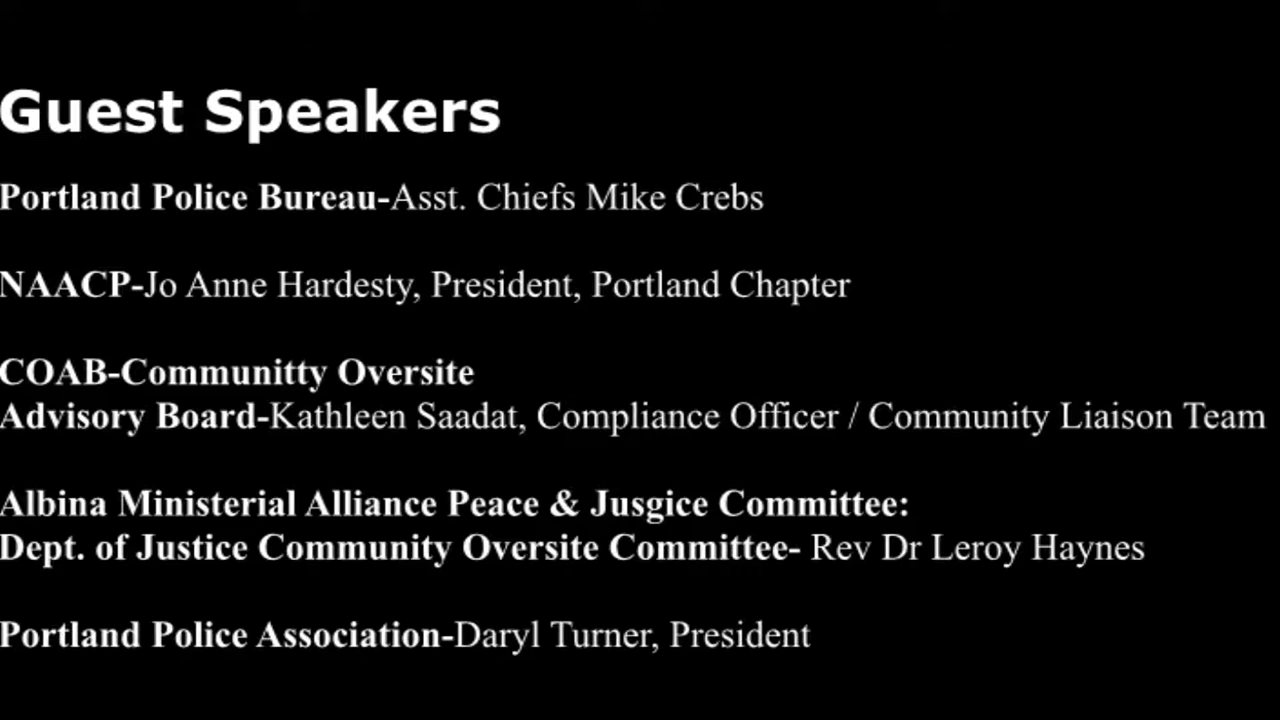 Guest Speakers
Portland Police Bureau-Asst. Chiefs Mike Crebs
NAACP-Jo Anne Hardesty, President, Portland Chapter
COAB-Communitty Oversite
Advisory Board-Kathleen Saadat, Compliance Officer / Community Liaison Team
Albina Ministerial Alliance Peace & Jusgice Committee:
Dept. of Justice Community Oversite Committee- Rev Dr Leroy Haynes
Portland Police Association-Daryl Turner, President